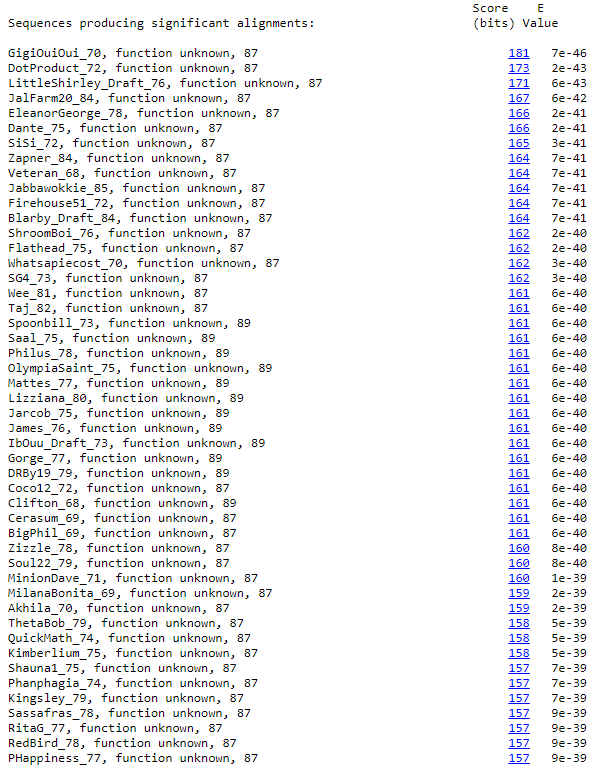 Score E
Sequences producing significant alignments: (bits) Value
GigiOuiOui_70, function unknown, 87 181 7e-46
DotProduct_72, function unknown, 87 173 2e-43
LittleShirley_Draft_76, function unknown, 87 171 6e-43
JalFarm20_84, function unknown, 87 167 6e-42
EleanorGeorge_78, function unknown, 87 166 2e-41
Dante_75, function unknown, 87 166 2e-41
SiSi_72, function unknown, 87 165 3e-41
Zapner_84, function unknown, 87 164 7e-41
Veteran_68, function unknown, 87 164 7e-41
Jabbawokkie_85, function unknown, 87 164 7e-41
Firehouse51_72, function unknown, 87 164 7e-41
Blarby_Draft_84, function unknown, 87 164 7e-41
ShroomBoi_76, function unknown, 87 162 2e-40
Flathead_75, function unknown, 87 162 2e-40
Whatsapiecost_70, function unknown, 87 162 3e-40
SG4_73, function unknown, 87 162 3e-40
Wee_81, function unknown, 87 161 6e-40
Taj_82, function unknown, 87 161 6e-40
Spoonbill_73, function unknown, 89 161 6e-40
Saal_75, function unknown, 89 161 6e-40
Philus_78, function unknown, 89 161 6e-40
OlympiaSaint_75, function unknown, 89 161 6e-40
Mattes_77, function unknown, 89 161 6e-40
Lizziana_80, function unknown, 89 161 6e-40
Jarcob_75, function unknown, 89 161 6e-40
James_76, function unknown, 89 161 6e-40
IbOuu_Draft_73, function unknown, 89 161 6e-40
Gorge_77, function unknown, 89 161 6e-40
DRBy19_79, function unknown, 89 161 6e-40
Coco12_72, function unknown, 87 161 6e-40
Clifton_68, function unknown, 89 161 6e-40
Cerasum_69, function unknown, 87 161 6e-40
BigPhil_69, function unknown, 87 161 6e-40
Zizzle_78, function unknown, 87 160 8e-40
Soul22_79, function unknown, 87 160 8e-40
MinionDave_71, function unknown, 87 160 1e-39
MilanaBonita_69, function unknown, 87 159 2e-39
Akhila_70, function unknown, 87 159 2e-39
ThetaBob_79, function unknown, 87 158 5e-39
QuickMath_74, function unknown, 87 158 5e-39
Kimberlium_75, function unknown, 87 158 5e-39
Shauna1_75, function unknown, 87 157 7e-39
Phanphagia_74, function unknown, 87 157 7e-39
Kingsley_79, function unknown, 87 157 7e-39
Sassafras_78, function unknown, 87 157 9e-39
RitaG_77, function unknown, 87 157 9e-39
RedBird_78, function unknown, 87 157 9e-39
PHappiness_77, function unknown, 87 157 9e-39